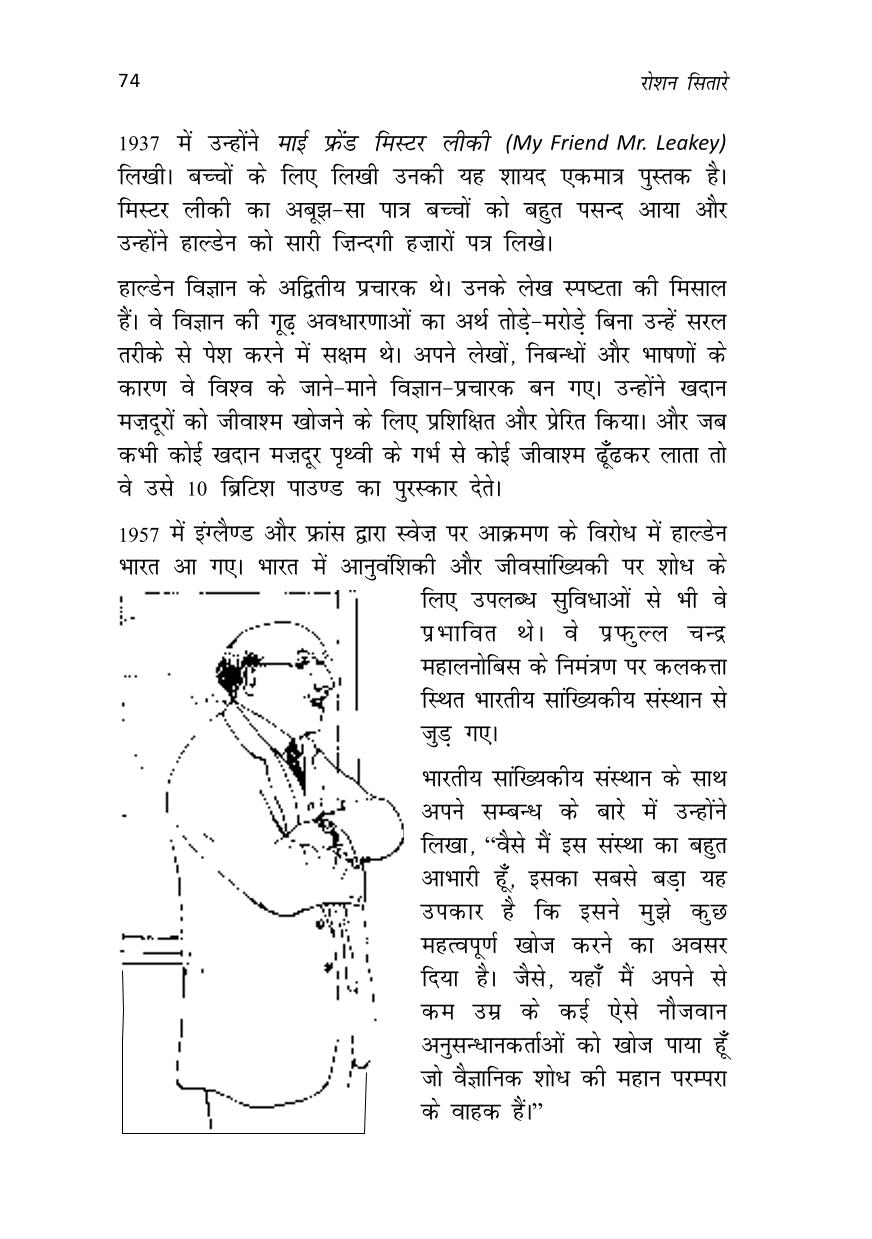 74 रोशन सितारे
1937 में उन्होंने माई फ्रेंड मिस्टर लीकी (My Friend Mr. Leakey)
लिखी। बच्चों के लिए लिखी उनकी यह शायद एकमात्र पुस्तक है।
मिस्टर लीकी का अबूझ-सा पात्र बच्चों को बहुत पसन्द आया और
उन्होंने हाल्डेन को सारी ज़िन्दगी हज़ारों पत्र लिखे।
हाल्डेन विज्ञान के अद्वितीय प्रचारक थे। उनके लेख स्पष्टता की मिसाल
हैं। वे विज्ञान की गूढ़ अवधारणाओं का अर्थ तोड़े-मरोड़े बिना उन्हें सरल
तरीके से पेश करने में सक्षम थे। अपने लेखों, निबन्धों और भाषणों के
कारण वे विश्व के जाने-माने विज्ञान-प्रचारक बन गए। उन्होंने खदान
मज़दूरों को जीवाश्म खोजने के लिए प्रशिक्षित और प्रेरित किया। और जब
कभी कोई खदान मज़दूर पृथ्वी के गर्भ से कोई जीवाश्म ढूँढकर लाता तो
वे उसे 10 ब्रिटिश पाउण्ड का पुरस्कार देते।
1957 में इंग्लैण्ड और फ्रांस द्वारा स्वेज़ पर आक्रमण के विरोध में हाल्डेन
भारत आ गए। भारत में आनुवंशिकी और जीवसांख्यिकी पर शोध के
लिए उपलब्ध सुविधाओं से भी वे
प्रभावित थे। वे प्रफुल्ल चन्द्र
महालनोबिस के निमंत्रण पर कलकत्ता
स्थित भारतीय सांख्यिकीय संस्थान से
जुड़ गए।
भारतीय सांख्यिकीय संस्थान के साथ
अपने सम्बन्ध के बारे में उन्होंने
लिखा, “वैसे मैं इस संस्था का बहुत
आभारी हूँ, इसका सबसे बड़ा यह
उपकार है कि इसने मुझे कुछ
महत्वपूर्ण खोज करने का अवसर
दिया है। जैसे, यहाँ मैं अपने से
कम उम्र के कई ऐसे नौजवान
अनुसन्धानकर्ताओं को खोज पाया हूँ
जो वैज्ञानिक शोध की महान परम्परा
के वाहक हैं।”